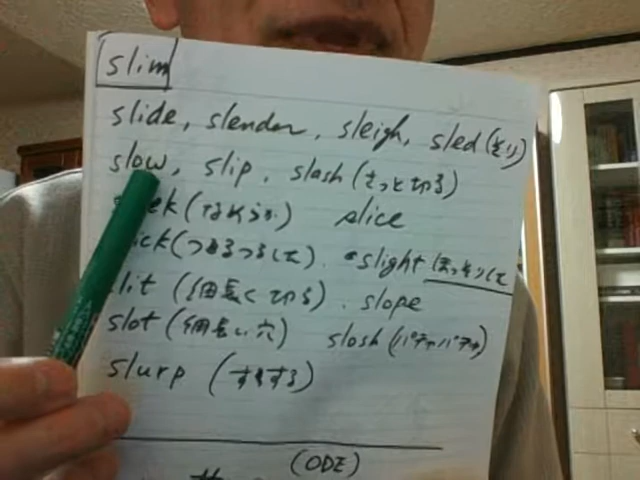 slim
slide, slender, sleigh, sled (そり)
slow, slip, slash (さっと切る)
eek (なめらか) slice
ick (つるつるして). slight ほっそりして
lit (細長く切る). slope
slot (細長い穴) slosh (パチャパチャ)
slurp (すする)
(ODE)